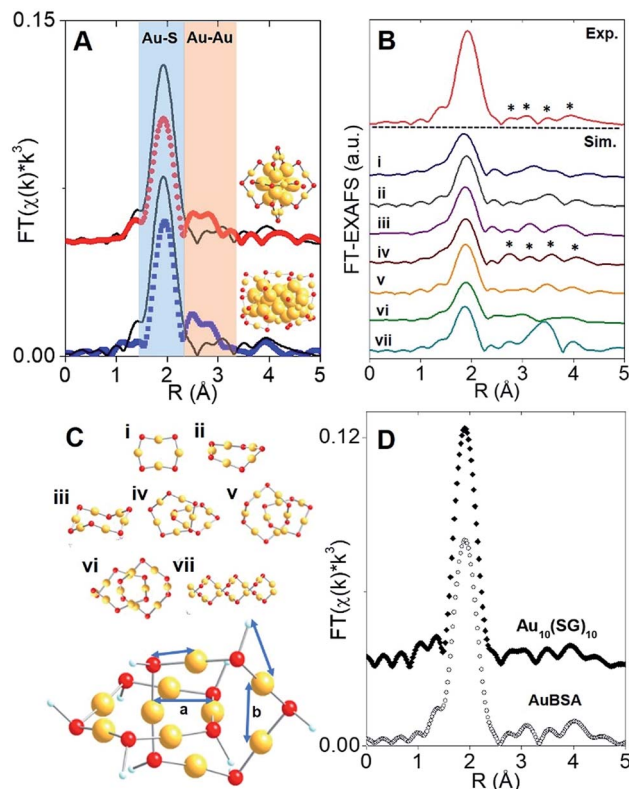 0.15
A
Au-S
Au-Au
FT(χ(k)*k³)
0.00
0
1
2
3
4
5
R (Å)
B
Exp.
* * * *
Sim.
i
ii
iii
iv
* * * *
v
vi
vii
FT-EXAFS (a.u.)
0
1
2
3
4
5
R (Å)
C
i
ii
iii
iv
v
vi
vii
a
b
D
0.12
FT(χ(k)*k³)
Au₁₀(SG)₁₀
AuBSA
0.00
0
1
2
3
4
5
R (Å)